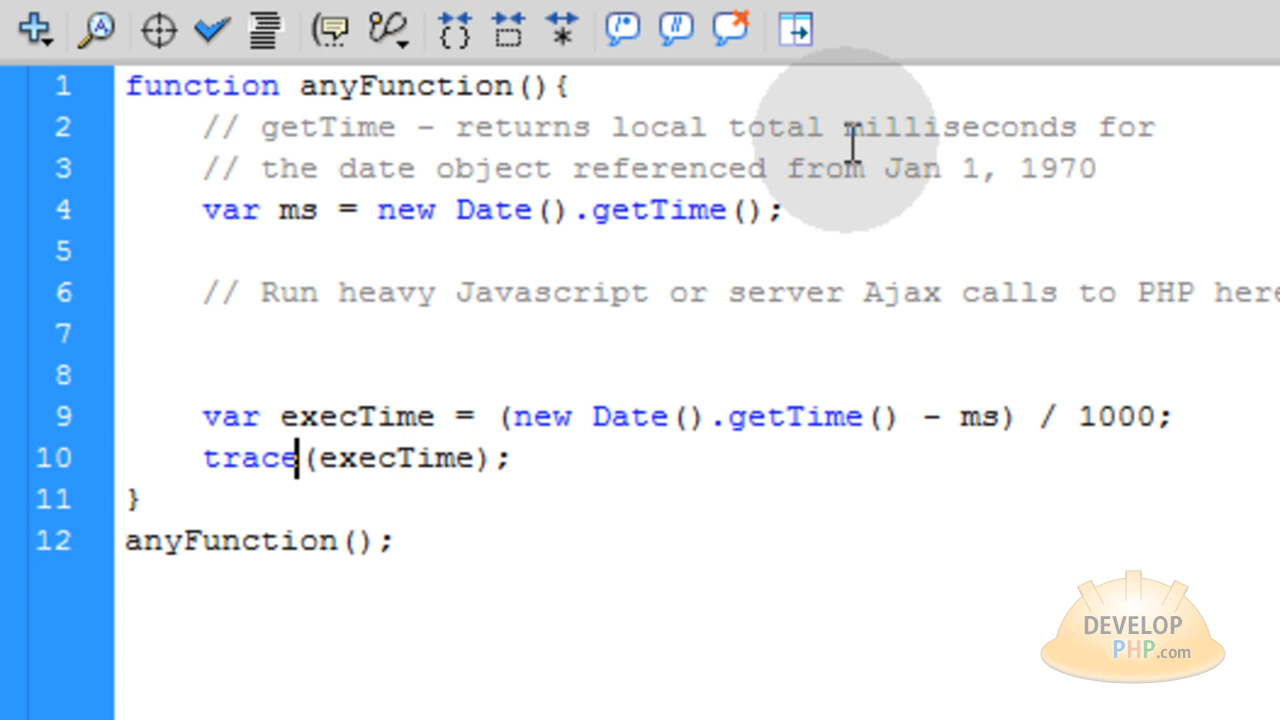 1 function anyFunction(){
2 // getTime - returns local total milliseconds for
3 // the date object referenced from Jan 1, 1970
4 var ms = new Date().getTime();
5
6 // Run heavy Javascript or server Ajax calls to PHP here
7
8
9 var execTime = (new Date().getTime() - ms) / 1000;
10 trace(execTime);
11 }
12 anyFunction();
DEVELOP
PHP.com